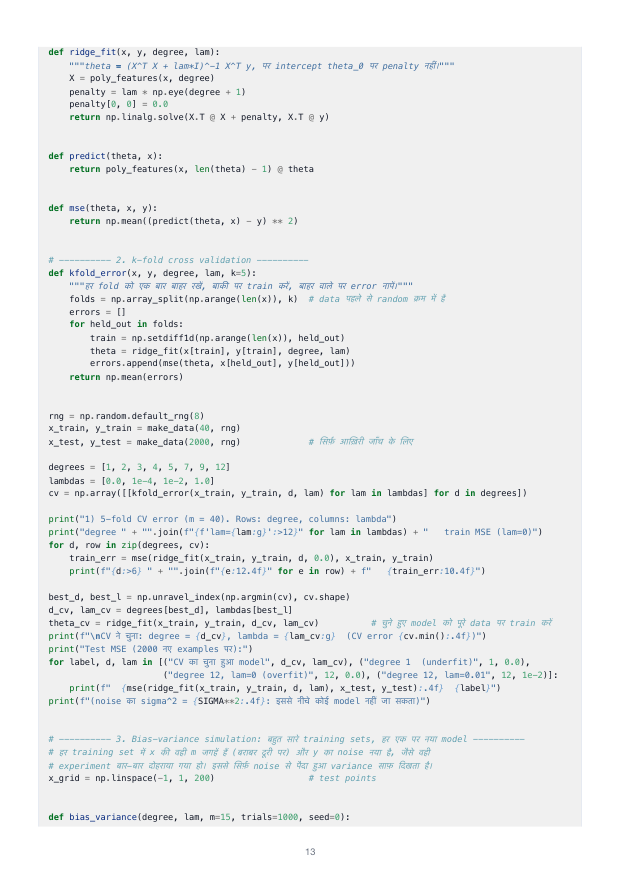 def ridge_fit(x, y, degree, lam):
    """theta = (X^T X + lam*I)^-1 X^T y, पर intercept theta_0 पर penalty नहीं।"""
    X = poly_features(x, degree)
    penalty = lam * np.eye(degree + 1)
    penalty[0, 0] = 0.0
    return np.linalg.solve(X.T @ X + penalty, X.T @ y)
def predict(theta, x):
    return poly_features(x, len(theta) - 1) @ theta
def mse(theta, x, y):
    return np.mean((predict(theta, x) - y) ** 2)
# ---------- 2. k-fold cross validation ----------
def kfold_error(x, y, degree, lam, k=5):
    """हर fold को एक बार बाहर रखें, बाकी पर train करें, बाहर वाले पर error नापें।"""
    folds = np.array_split(np.arange(len(x)), k)  # data पहले से random क्रम में है
    errors = []
    for held_out in folds:
        train = np.setdiff1d(np.arange(len(x)), held_out)
        theta = ridge_fit(x[train], y[train], degree, lam)
        errors.append(mse(theta, x[held_out], y[held_out]))
    return np.mean(errors)
rng = np.random.default_rng(8)
x_train, y_train = make_data(40, rng)
x_test, y_test = make_data(2000, rng)             # सिर्फ़ आखिरी जाँच के लिए
degrees = [1, 2, 3, 4, 5, 7, 9, 12]
lambdas = [0.0, 1e-4, 1e-2, 1.0]
cv = np.array([[kfold_error(x_train, y_train, d, lam) for lam in lambdas] for d in degrees])
print("1) 5-fold CV error (m = 40). Rows: degree, columns: lambda")
print("degree " + "".join(f"{f'lam={lam:g}':>12}" for lam in lambdas) + "   train MSE (lam=0)")
for d, row in zip(degrees, cv):
    train_err = mse(ridge_fit(x_train, y_train, d, 0.0), x_train, y_train)
    print(f"{d:>6} " + "".join(f"{e:12.4f}" for e in row) + f"   {train_err:10.4f}")
best_d, best_l = np.unravel_index(np.argmin(cv), cv.shape)
d_cv, lam_cv = degrees[best_d], lambdas[best_l]
theta_cv = ridge_fit(x_train, y_train, d_cv, lam_cv)          # चुने हुए model को पूरे data पर train करें
print(f"\nCV ने चुना: degree = {d_cv}, lambda = {lam_cv:g}  (CV error {cv.min():.4f})")
print("Test MSE (2000 नए examples पर):")
for label, d, lam in [("CV का चुना हुआ model", d_cv, lam_cv), ("degree 1  (underfit)", 1, 0.0),
                      ("degree 12, lam=0 (overfit)", 12, 0.0), ("degree 12, lam=0.01", 12, 1e-2)]:
    print(f"  {mse(ridge_fit(x_train, y_train, d, lam), x_test, y_test):.4f}  {label}")
print(f"(noise का sigma^2 = {SIGMA**2:.4f}: इससे नीचे कोई model नहीं जा सकता)")
# ---------- 3. Bias-variance simulation: बहुत सारे training sets, हर एक पर नया model ----------
# हर training set में x की वही m जगहें हैं (बराबर दूरी पर) और y का noise नया है, जैसे वही
# experiment बार-बार दोहराया गया हो। इससे सिर्फ़ noise से पैदा हुआ variance साफ़ दिखता है।
x_grid = np.linspace(-1, 1, 200)                  # test points
def bias_variance(degree, lam, m=15, trials=1000, seed=0):
13